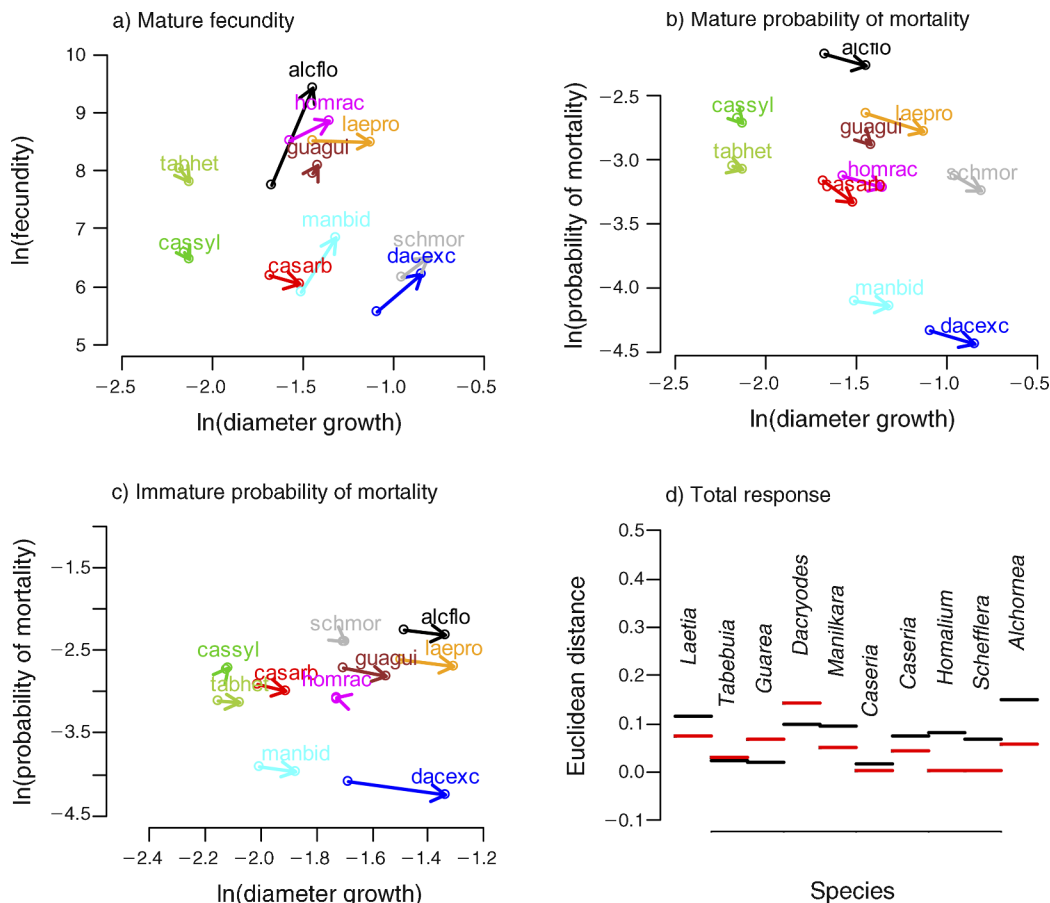 a) Mature fecundity
ln(fecundity)
10
9
8
7
6
5
alcflo
homrac
laepro
guagui
tabhet
manbid
cassyl
casarb
schmor
dacexc
−2.5
−2.0
−1.5
−1.0
−0.5
ln(diameter growth)
b) Mature probability of mortality
ln(probability of mortality)
−2.5
−3.0
−3.5
−4.0
−4.5
alcflo
cassyl
laepro
guagui
tabhet
homrac
casarb
schmor
manbid
dacexc
−2.5
−2.0
−1.5
−1.0
−0.5
ln(diameter growth)
c) Immature probability of mortality
ln(probability of mortality)
−1.5
−2.5
−3.5
−4.5
alcflo
schmor
cassyl
guagui
laepro
casarb
tabhet
homrac
manbid
dacexc
−2.4
−2.2
−2.0
−1.8
−1.6
−1.4
−1.2
ln(diameter growth)
d) Total response
Euclidean distance
0.5
0.4
0.3
0.2
0.1
0.0
−0.1
Laetia
Tabebuia
Guarea
Dacryodes
Manilkara
Caseria
Caseria
Homalium
Schefflera
Alchornea
Species